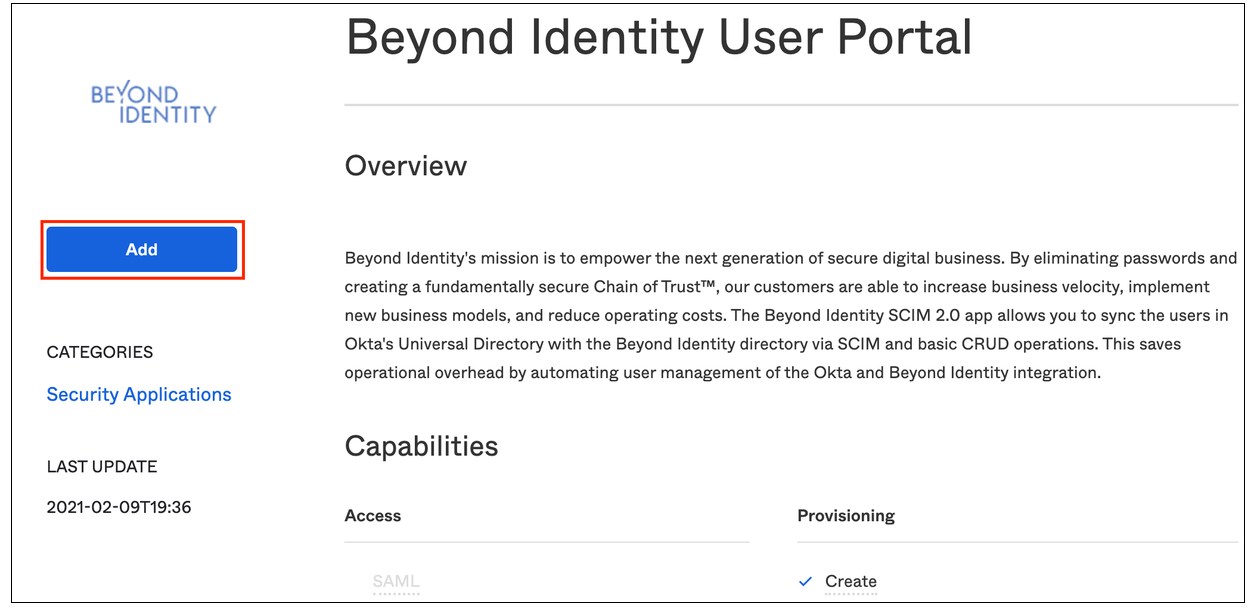 Beyond Identity User Portal
BEYOND
IDENTITY
Add
CATEGORIES
Security Applications
LAST UPDATE
2021-02-09T19:36
Overview
Beyond Identity's mission is to empower the next generation of secure digital business. By eliminating passwords and
creating a fundamentally secure Chain of Trust™, our customers are able to increase business velocity, implement
new business models, and reduce operating costs. The Beyond Identity SCIM 2.0 app allows you to sync the users in
Okta's Universal Directory with the Beyond Identity directory via SCIM and basic CRUD operations. This saves
operational overhead by automating user management of the Okta and Beyond Identity integration.
Capabilities
Access
SAML
Provisioning
Create